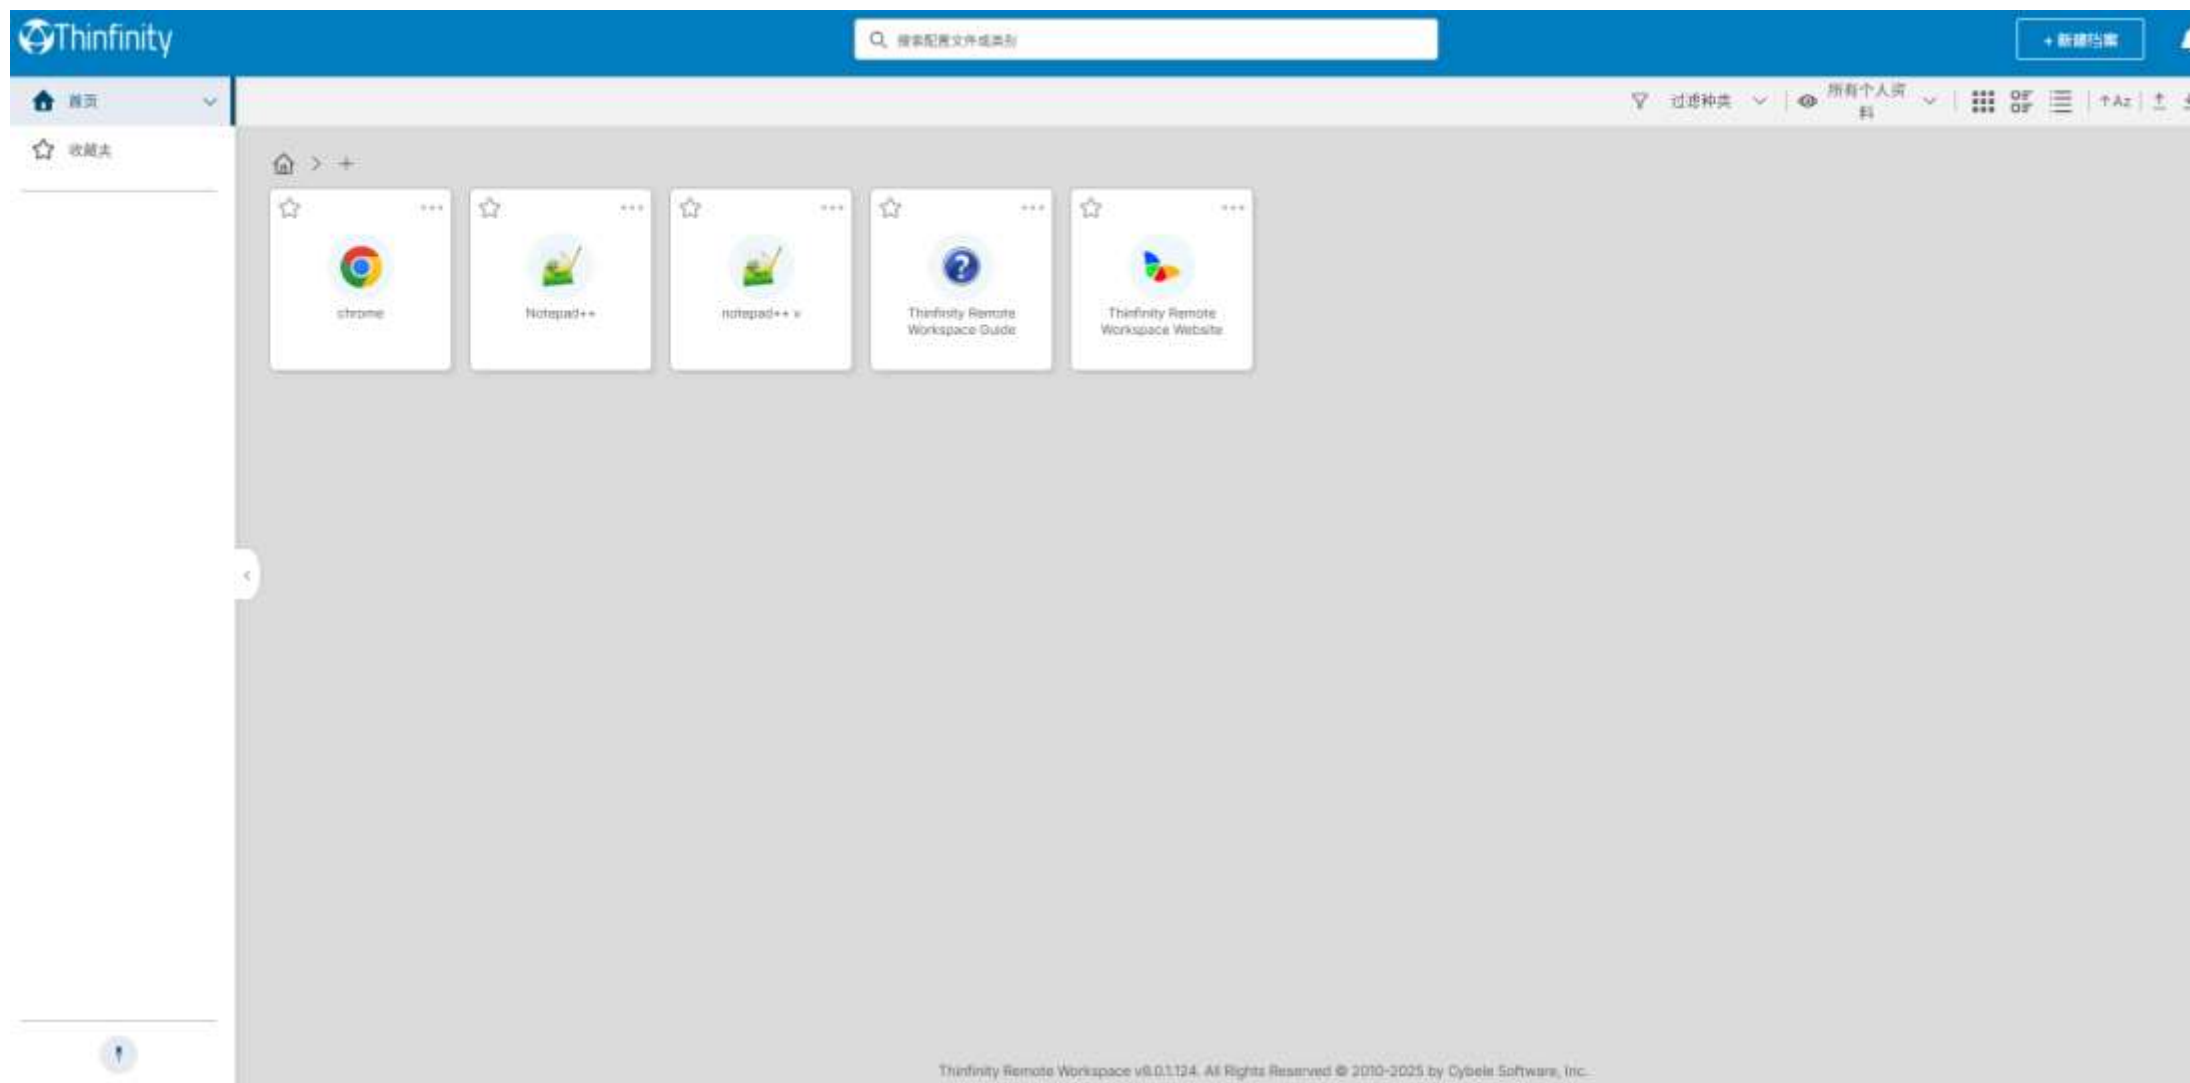 Thinfinity
搜索配置文件或类别
+ 新建档案
首页
过滤种类
所有个人资
料
↑Az
收藏夹
chrome
Notepad++
notepad++ v
Thinfinity Remote
Workspace Guide
Thinfinity Remote
Workspace Website
Thinfinity Remote Workspace v8.0.1.124. All Rights Reserved © 2010-2025 by Cybele Software, Inc.